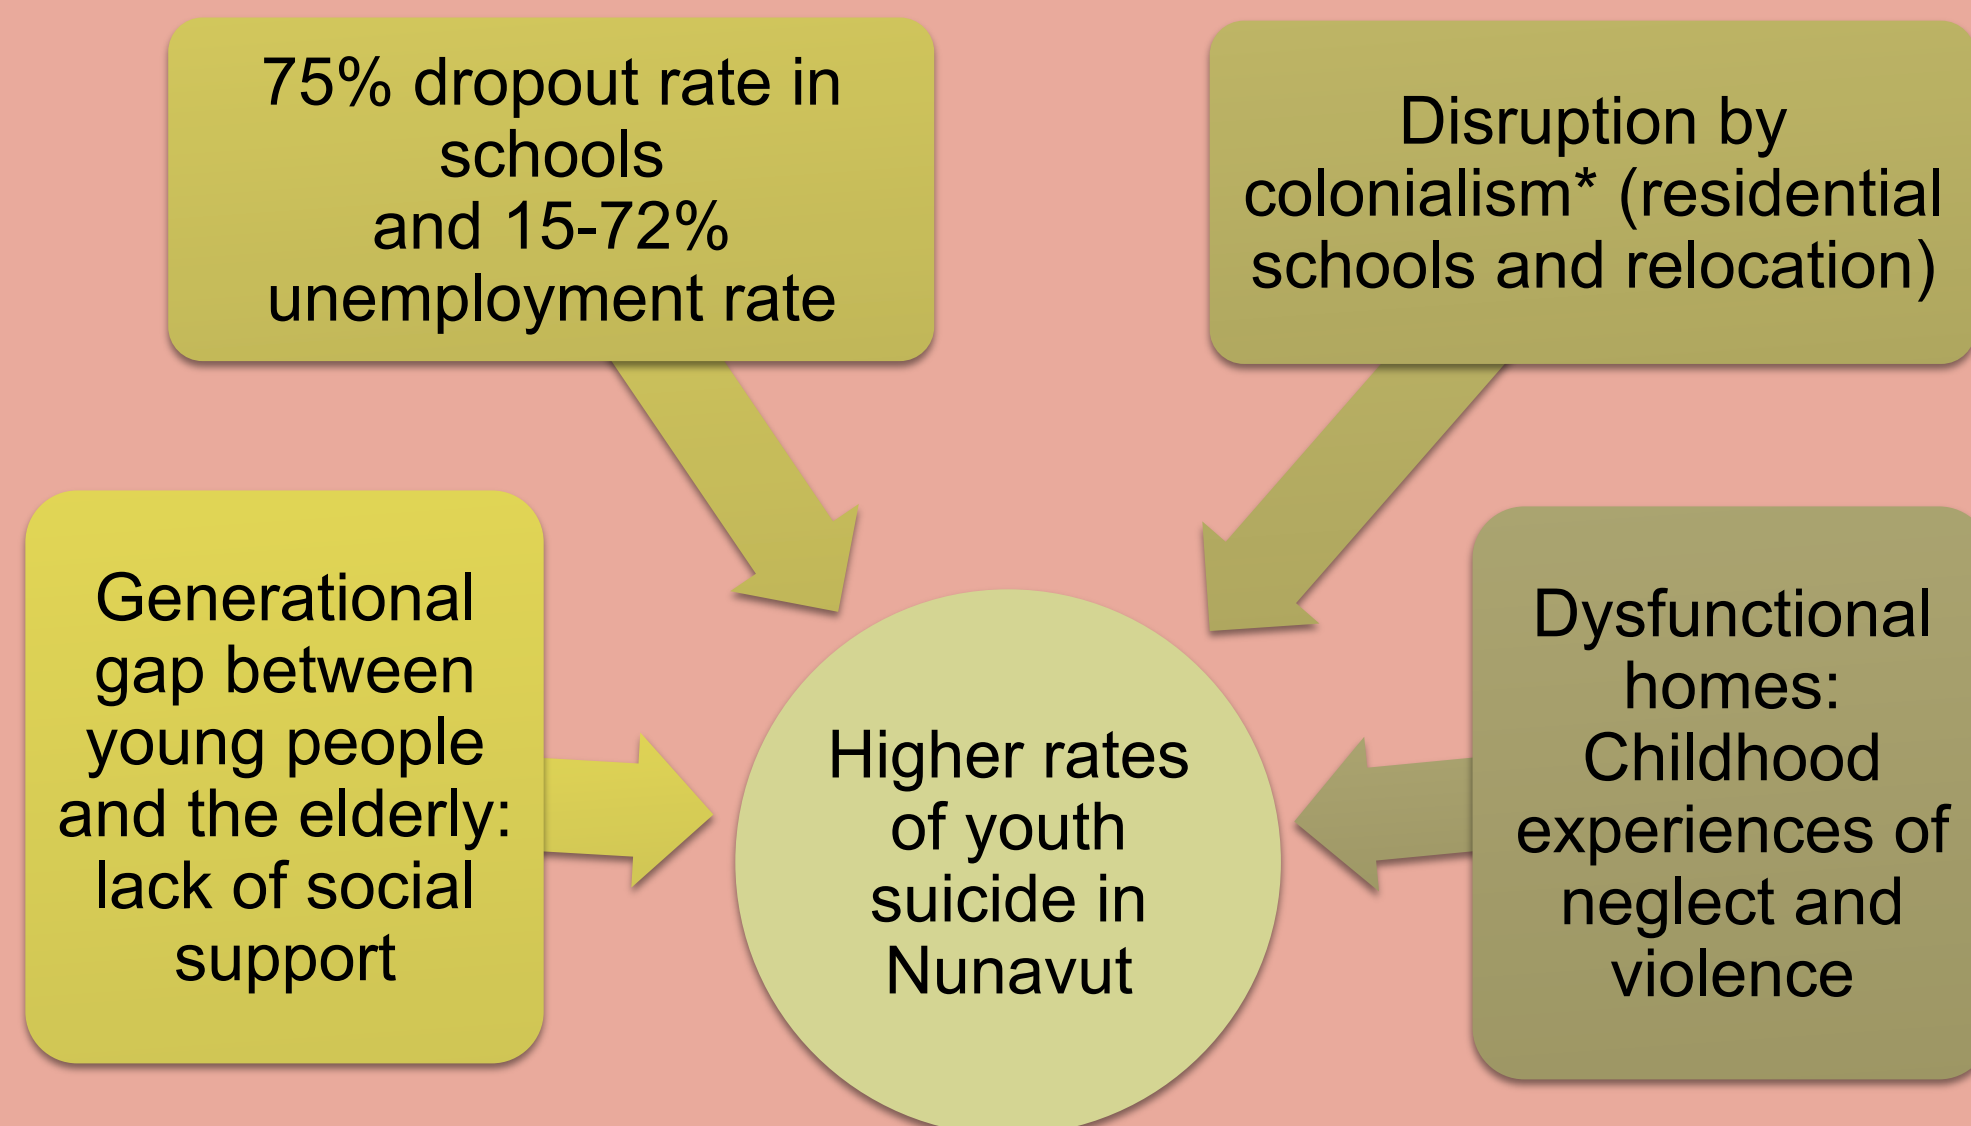 75% dropout rate in
schools
and 15-72%
unemployment rate
Disruption by
colonialism* (residential
schools and relocation)
Generational
gap between
young people
and the elderly:
lack of social
support
Higher rates
of youth
suicide in
Nunavut
Dysfunctional
homes:
Childhood
experiences of
neglect and
violence